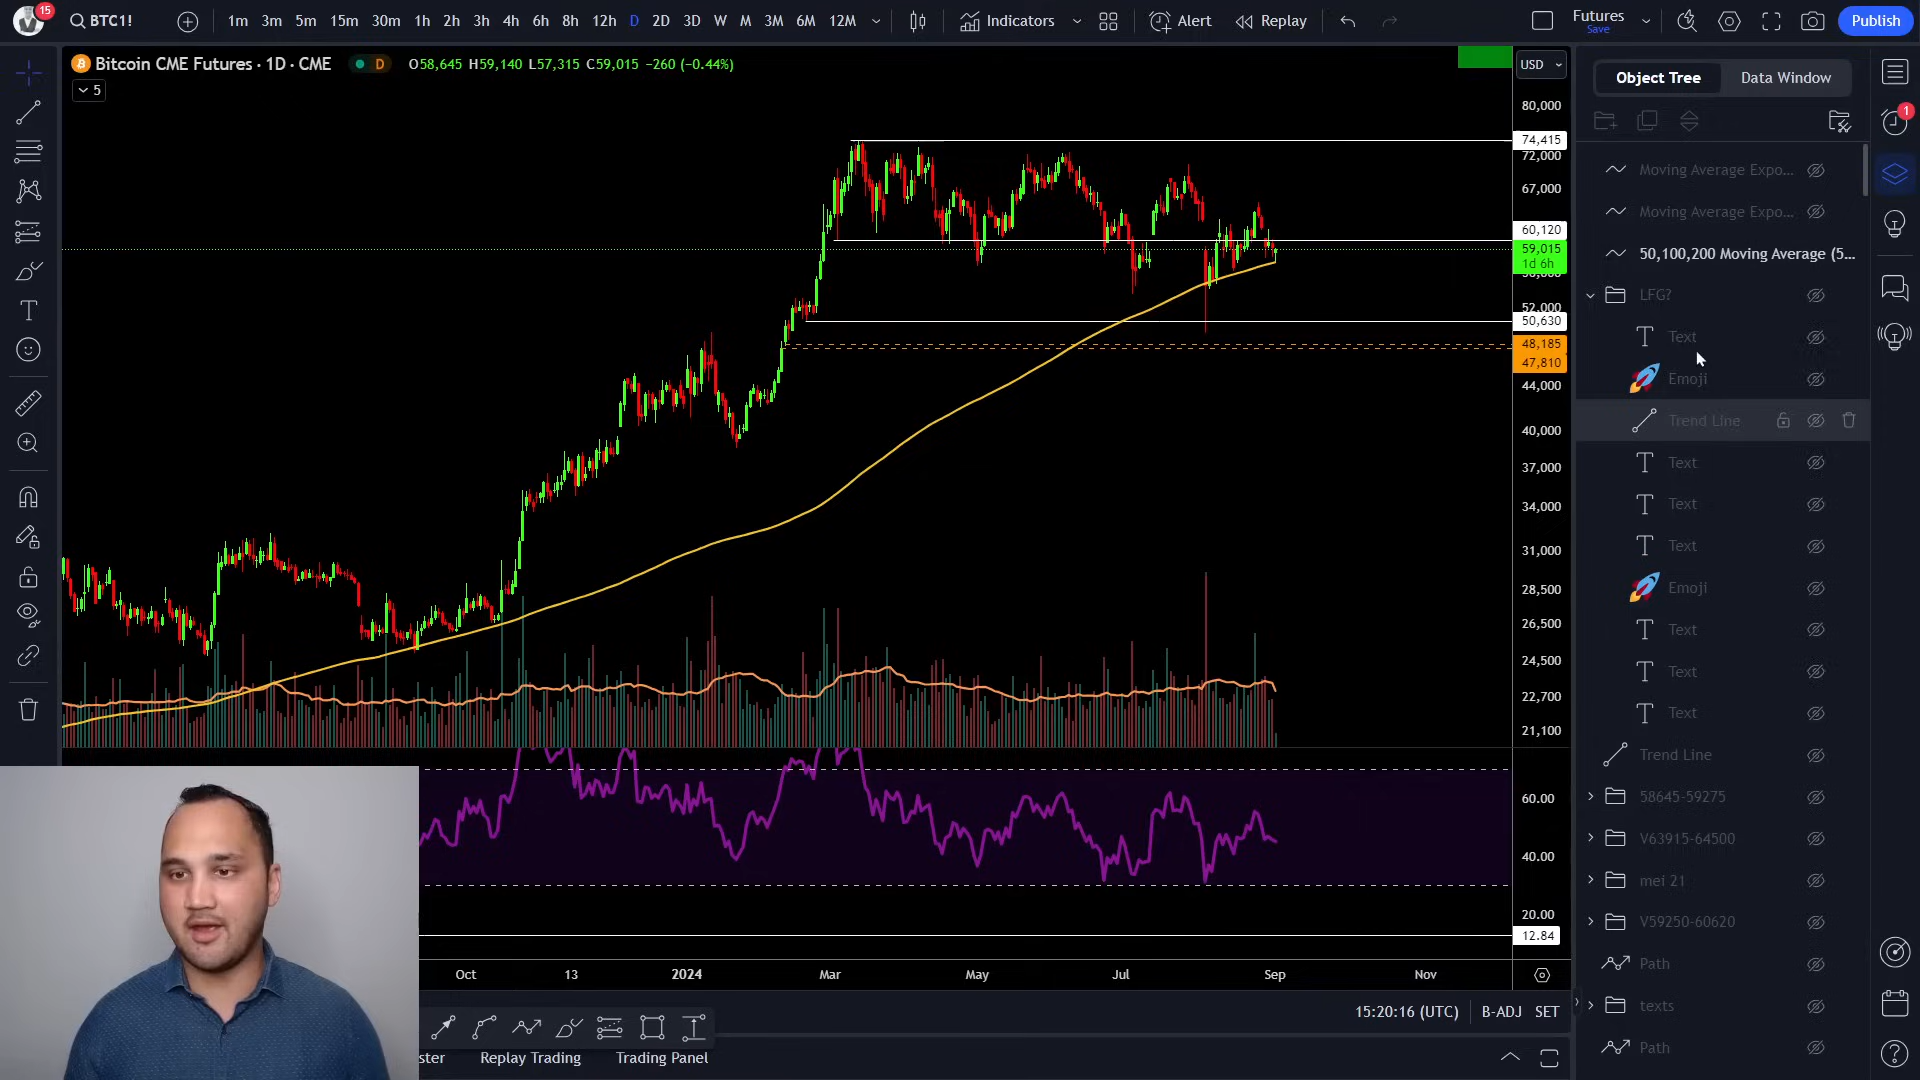 15
BTC1!
1m 3m 5m 15m 30m 1h 2h 3h 4h 6h 8h 12h D 2D 3D W M 3M 6M 12M
Indicators
Alert
Replay
Futures
Save
Publish
Bitcoin CME Futures · 1D · CME
D
O58,645 H59,140 L57,315 C59,015 −260 (−0.44%)
5
USD
80,000
74,415
72,000
67,000
60,120
59,015
1d 6h
52,000
50,630
48,185
47,810
44,000
40,000
37,000
34,000
31,000
28,500
26,500
24,500
22,700
21,100
60.00
40.00
20.00
12.84
Oct 13 2024 Mar May Jul Sep Nov
15:20:16 (UTC) B-ADJ SET
ster Replay Trading Trading Panel
Object Tree Data Window
1
Moving Average Expo...
Moving Average Expo...
50,100,200 Moving Average (5...
LFG?
Text
Emoji
Trend Line
Text
Text
Text
Emoji
Text
Text
Text
Trend Line
58645-59275
V63915-64500
mei 21
V59250-60620
Path
texts
Path